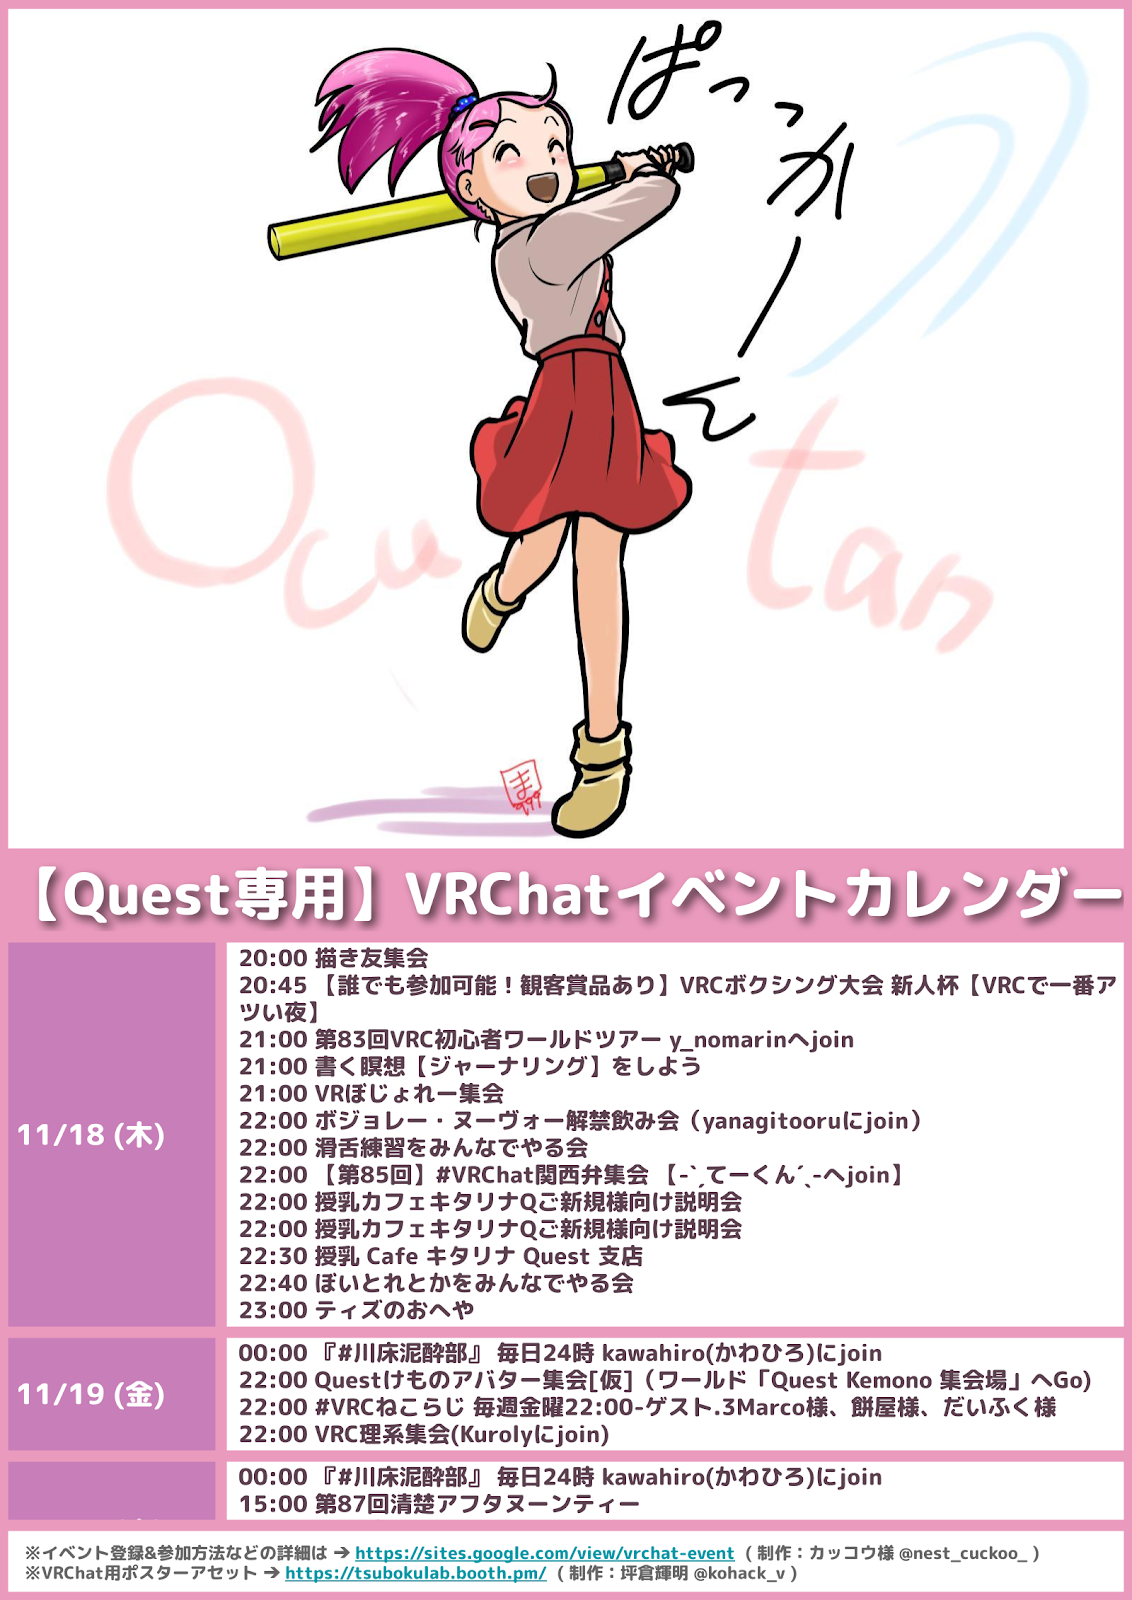 ぱっっかーん
Ocutan
ま
999
【Quest専用】VRChatイベントカレンダー
11/18 (木)
20:00 描き友集会
20:45 【誰でも参加可能！観客賞品あり】VRCボクシング大会 新人杯【VRCで一番ア
ツい夜】
21:00 第83回VRC初心者ワールドツアー y_nomarinへjoin
21:00 書く瞑想【ジャーナリング】をしよう
21:00 VRぼじょれー集会
22:00 ボジョレー・ヌーヴォー解禁飲み会（yanagitooruにjoin）
22:00 滑舌練習をみんなでやる会
22:00 【第85回】#VRChat関西弁集会 【-`ˏてーくん´ˎ-へjoin】
22:00 授乳カフェキタリナQご新規様向け説明会
22:00 授乳カフェキタリナQご新規様向け説明会
22:30 授乳 Cafe キタリナ Quest 支店
22:40 ぼいとれとかをみんなでやる会
23:00 ティズのおへや
11/19 (金)
00:00 『#川床泥酔部』 毎日24時 kawahiro(かわひろ)にjoin
22:00 Questけものアバター集会[仮]（ワールド「Quest Kemono 集会場」へGo)
22:00 #VRCねこらじ 毎週金曜22:00-ゲスト.3Marco様、餅屋様、だいふく様
22:00 VRC理系集会(Kurolyにjoin)
00:00 『#川床泥酔部』 毎日24時 kawahiro(かわひろ)にjoin
15:00 第87回清楚アフタヌーンティー
※イベント登録&参加方法などの詳細は ➔ https://sites.google.com/view/vrchat-event （ 制作：カッコウ様 @nest_cuckoo_ ）
※VRChat用ポスターアセット ➔ https://tsubokulab.booth.pm/ （ 制作：坪倉輝明 @kohack_v ）